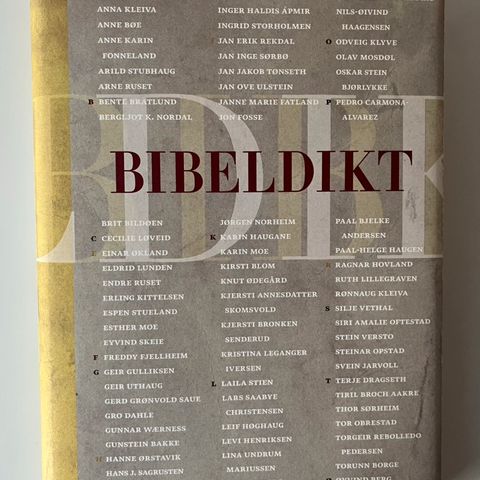 ANNA KLEIVA
ANNE BØE
ANNE KARIN
FONNELAND
ARILD STUBHAUG
ARNE RUSET
B BENTE BRATLUND
BERGLJOT K. NORDAL
INGER HALDIS ÁPMIR
INGRID STORHOLMEN
JAN ERIK REKDAL
JAN INGE SØRBØ
JAN JAKOB TØNSETH
JAN OVE ULSTEIN
JANNE MARIE FATLAND
JON FOSSE
NILS-ØIVIND
HAAGENSEN
O ODVEIG KLYVE
OLAV MOSDØL
OSKAR STEIN
BJØRLYKKE
P PEDRO CARMONA-
ALVAREZ
BIBELDIKT
BRIT BILDØEN
C CECILIE LØVEID
E EINAR ØKLAND
ELDRID LUNDEN
ENDRE RUSET
ERLING KITTELSEN
ESPEN STUELAND
ESTHER MOE
EYVIND SKEIE
F FREDDY FJELLHEIM
G GEIR GULLIKSEN
GEIR UTHAUG
GERD GRØNVOLD SAUE
GRO DAHLE
GUNNAR WÆRNESS
GUNSTEIN BAKKE
H HANNE ØRSTAVIK
HANS J. SAGRUSTEN
JØRGEN NORHEIM
K KARIN HAUGANE
KARIN MOE
KIRSTI BLOM
KNUT ØDEGÅRD
KJERSTI ANNESDATTER
SKOMSVOLD
KJERSTI BRONKEN
SENDERUD
KRISTINA LEGANGER
IVERSEN
L LAILA STIEN
LARS SAABYE
CHRISTENSEN
LEIF HØGHAUG
LEVI HENRIKSEN
LINA UNDRUM
MARIUSSEN
PAAL BJELKE
ANDERSEN
PAAL-HELGE HAUGEN
R RAGNAR HOVLAND
RUTH LILLEGRAVEN
RØNNAUG KLEIVA
S SILJE VETHAL
SIRI AMALIE OFTESTAD
STEIN VERSTO
STEINAR OPSTAD
SVEIN JARVOLL
T TERJE DRAGSETH
TIRIL BROCH AAKRE
THOR SØRHEIM
TOR OBRESTAD
TORGEIR REBOLLEDO
PEDERSEN
TORUNN BORGE
ØYVIND BERG